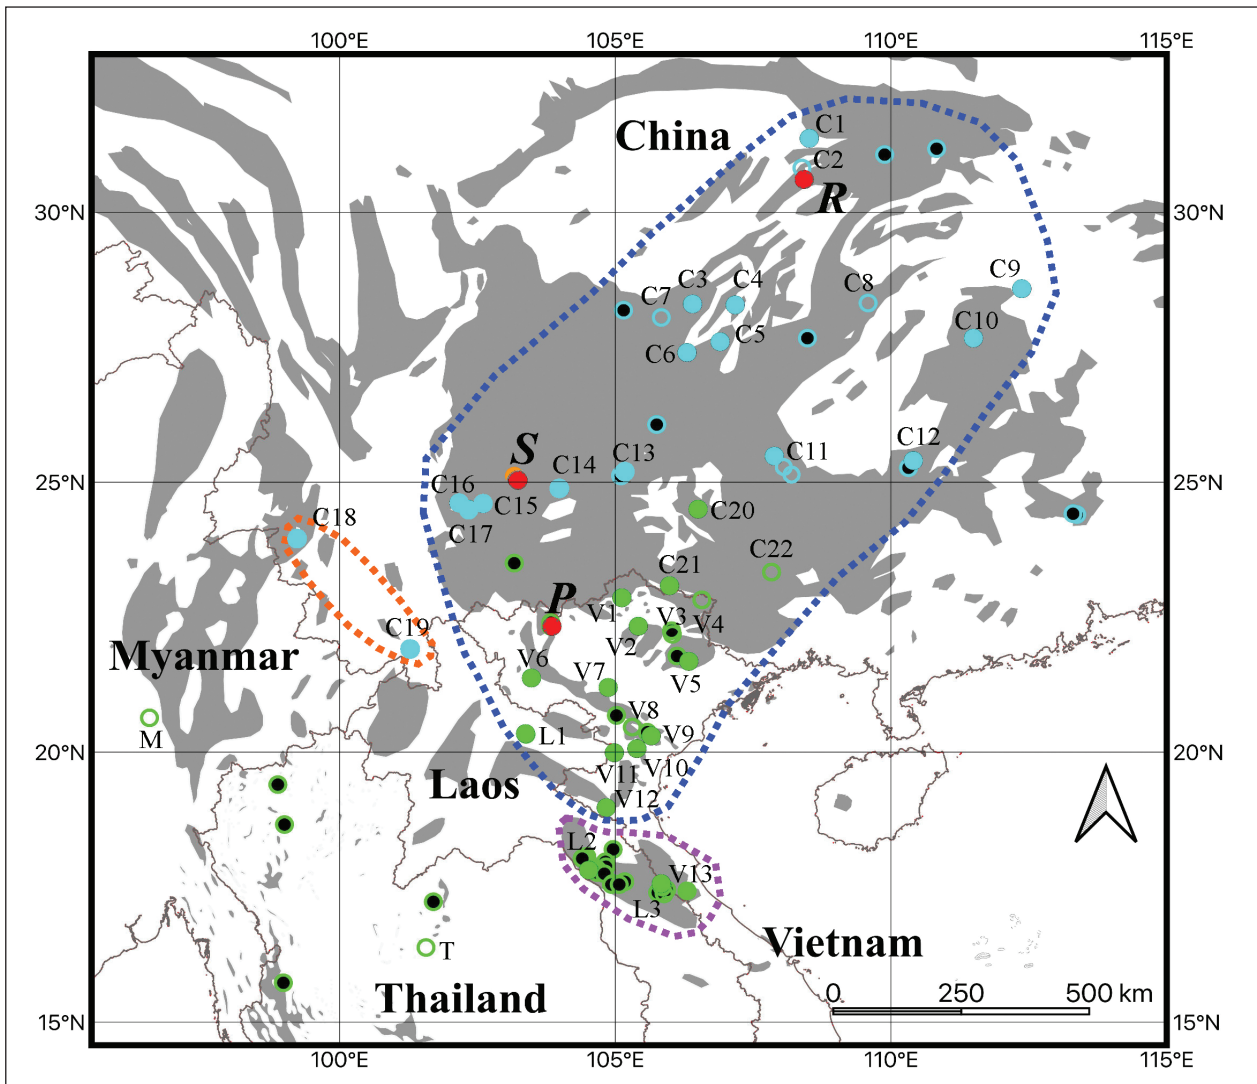 100°E 105°E 110°E 115°E
China
C1
C2
R
30°N 30°N
C3 C4 C7 C8 C9
C10
C5
C6
S
C12
C11
C13
C14
25°N 25°N
C16
C15
C17
C20
C18
C22
C21
P
V1
V3
V4
C19
V2
Myanmar
V6
V7
V5
V8
M
L1
V9
20°N 20°N
V10
V11
Laos
V12
L2
V13
L3
T
Vietnam
Thailand
0 250 500 km
15°N 15°N
100°E 105°E 110°E 115°E